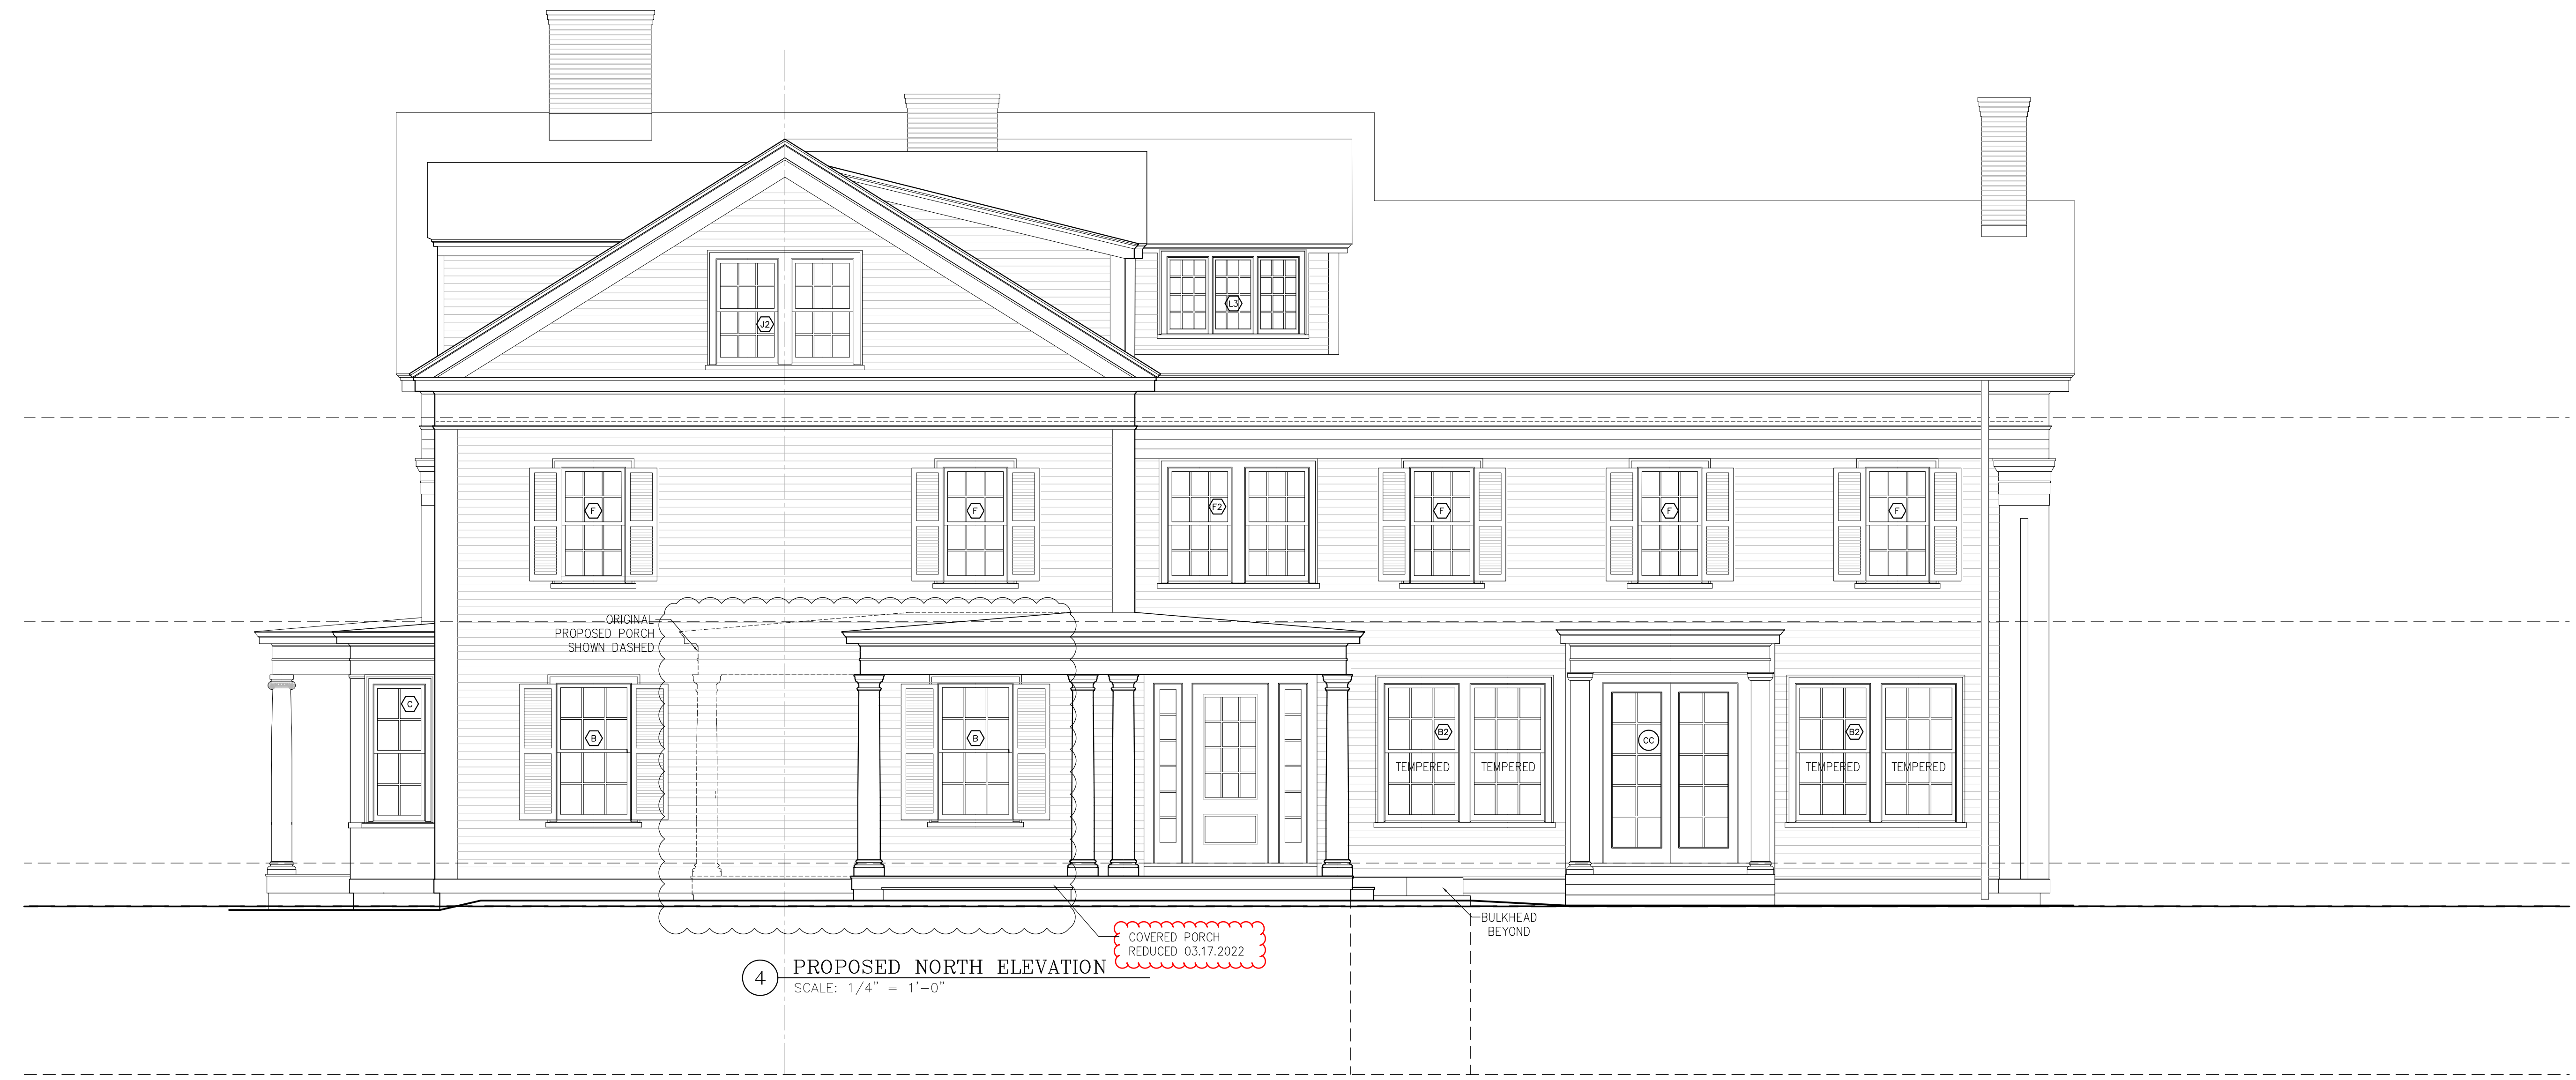 J2
L3
F
F
F2
F
F
F
ORIGINAL
PROPOSED PORCH
SHOWN DASHED
C
B
B
B2
CC
B2
TEMPERED
TEMPERED
TEMPERED
TEMPERED
BULKHEAD
BEYOND
COVERED PORCH
REDUCED 03.17.2022
4 PROPOSED NORTH ELEVATION
SCALE: 1/4" = 1'-0"